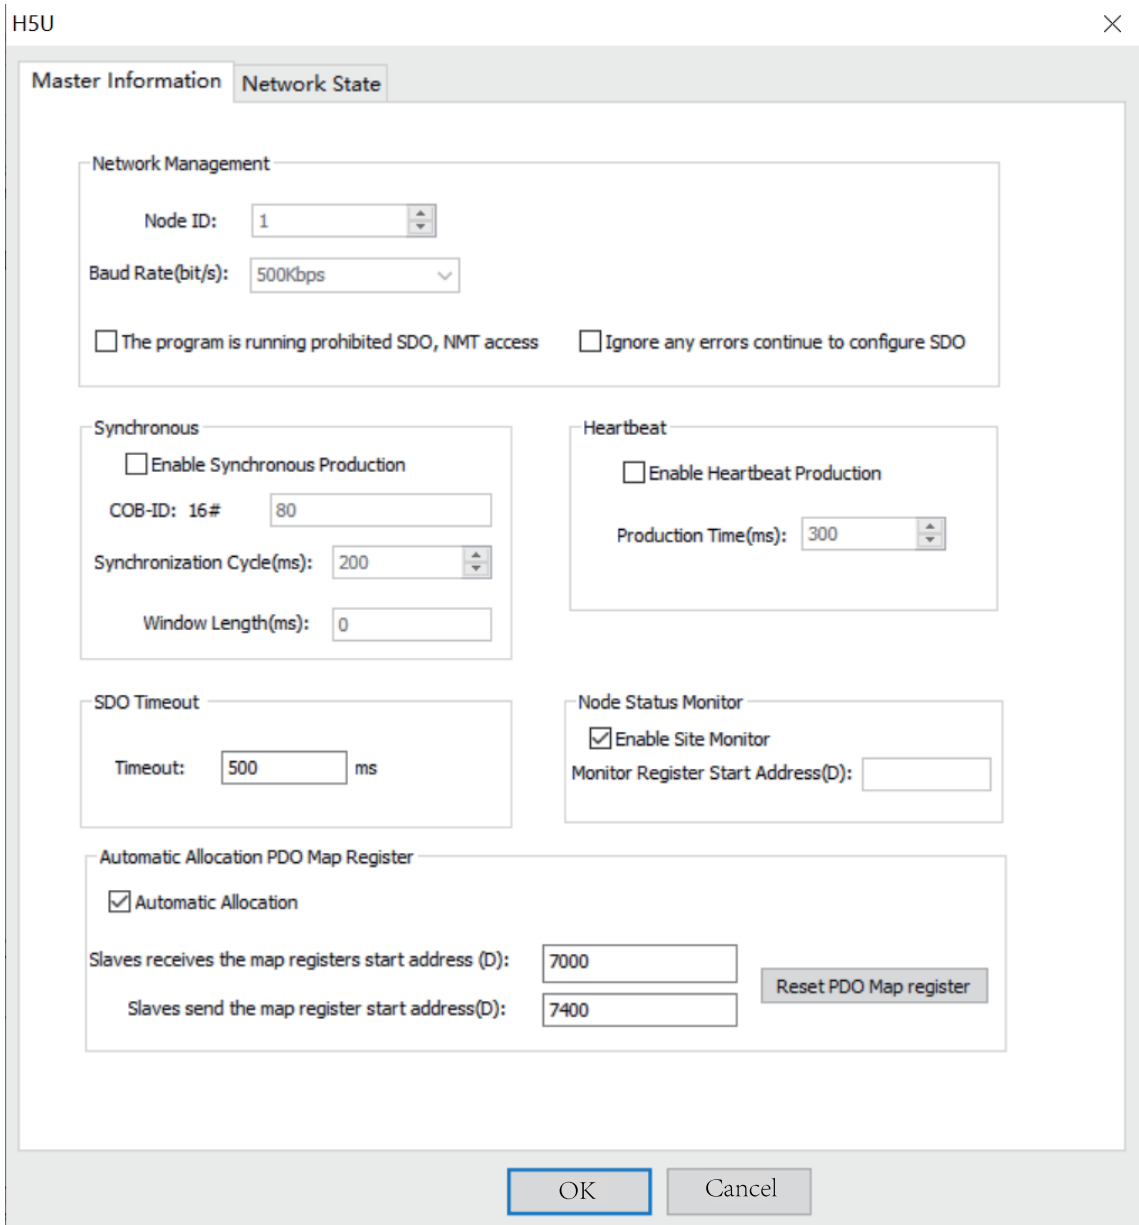 H5U
Master Information
Network State
Network Management
Node ID: 1
Baud Rate(bit/s): 500Kbps
The program is running prohibited SDO, NMT access
Ignore any errors continue to configure SDO
Synchronous
Enable Synchronous Production
COB-ID: 16# 80
Synchronization Cycle(ms): 200
Window Length(ms): 0
Heartbeat
Enable Heartbeat Production
Production Time(ms): 300
SDO Timeout
Timeout: 500 ms
Node Status Monitor
Enable Site Monitor
Monitor Register Start Address(D):
Automatic Allocation PDO Map Register
Automatic Allocation
Slaves receives the map registers start address (D): 7000
Slaves send the map register start address(D): 7400
Reset PDO Map register
OK
Cancel